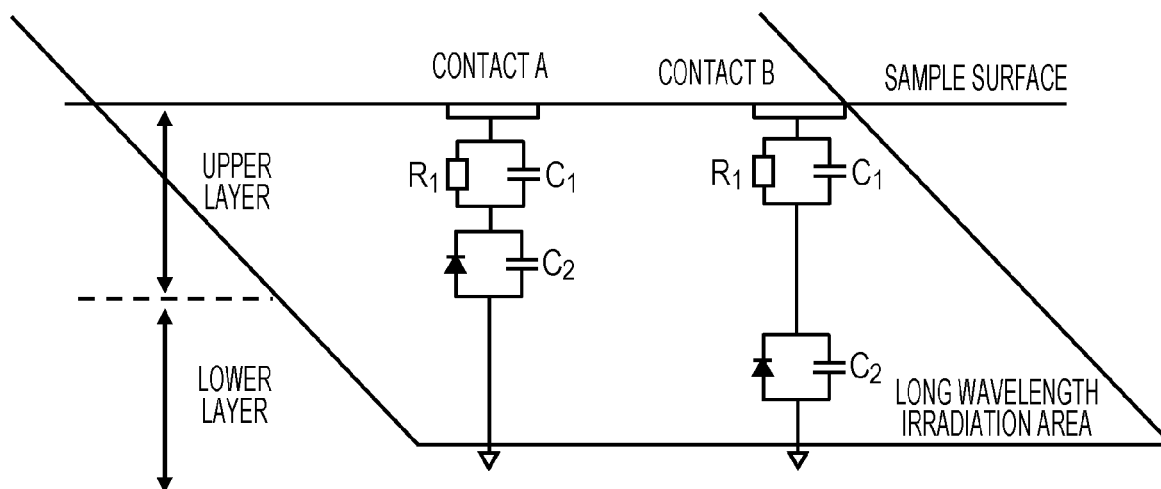 CONTACT A
CONTACT B
SAMPLE SURFACE
UPPER
LAYER
R1
C1
R1
C1
C2
LOWER
LAYER
C2
LONG WAVELENGTH
IRRADIATION AREA